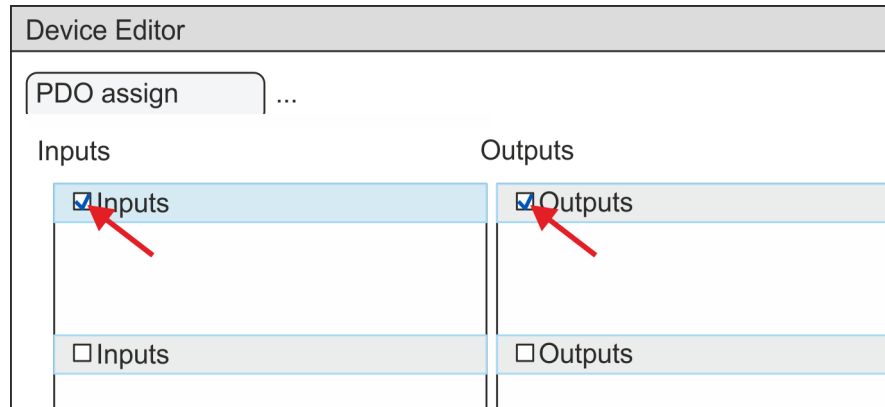 Device Editor
PDO assign ...
Inputs Outputs
Inputs Outputs
Inputs Outputs